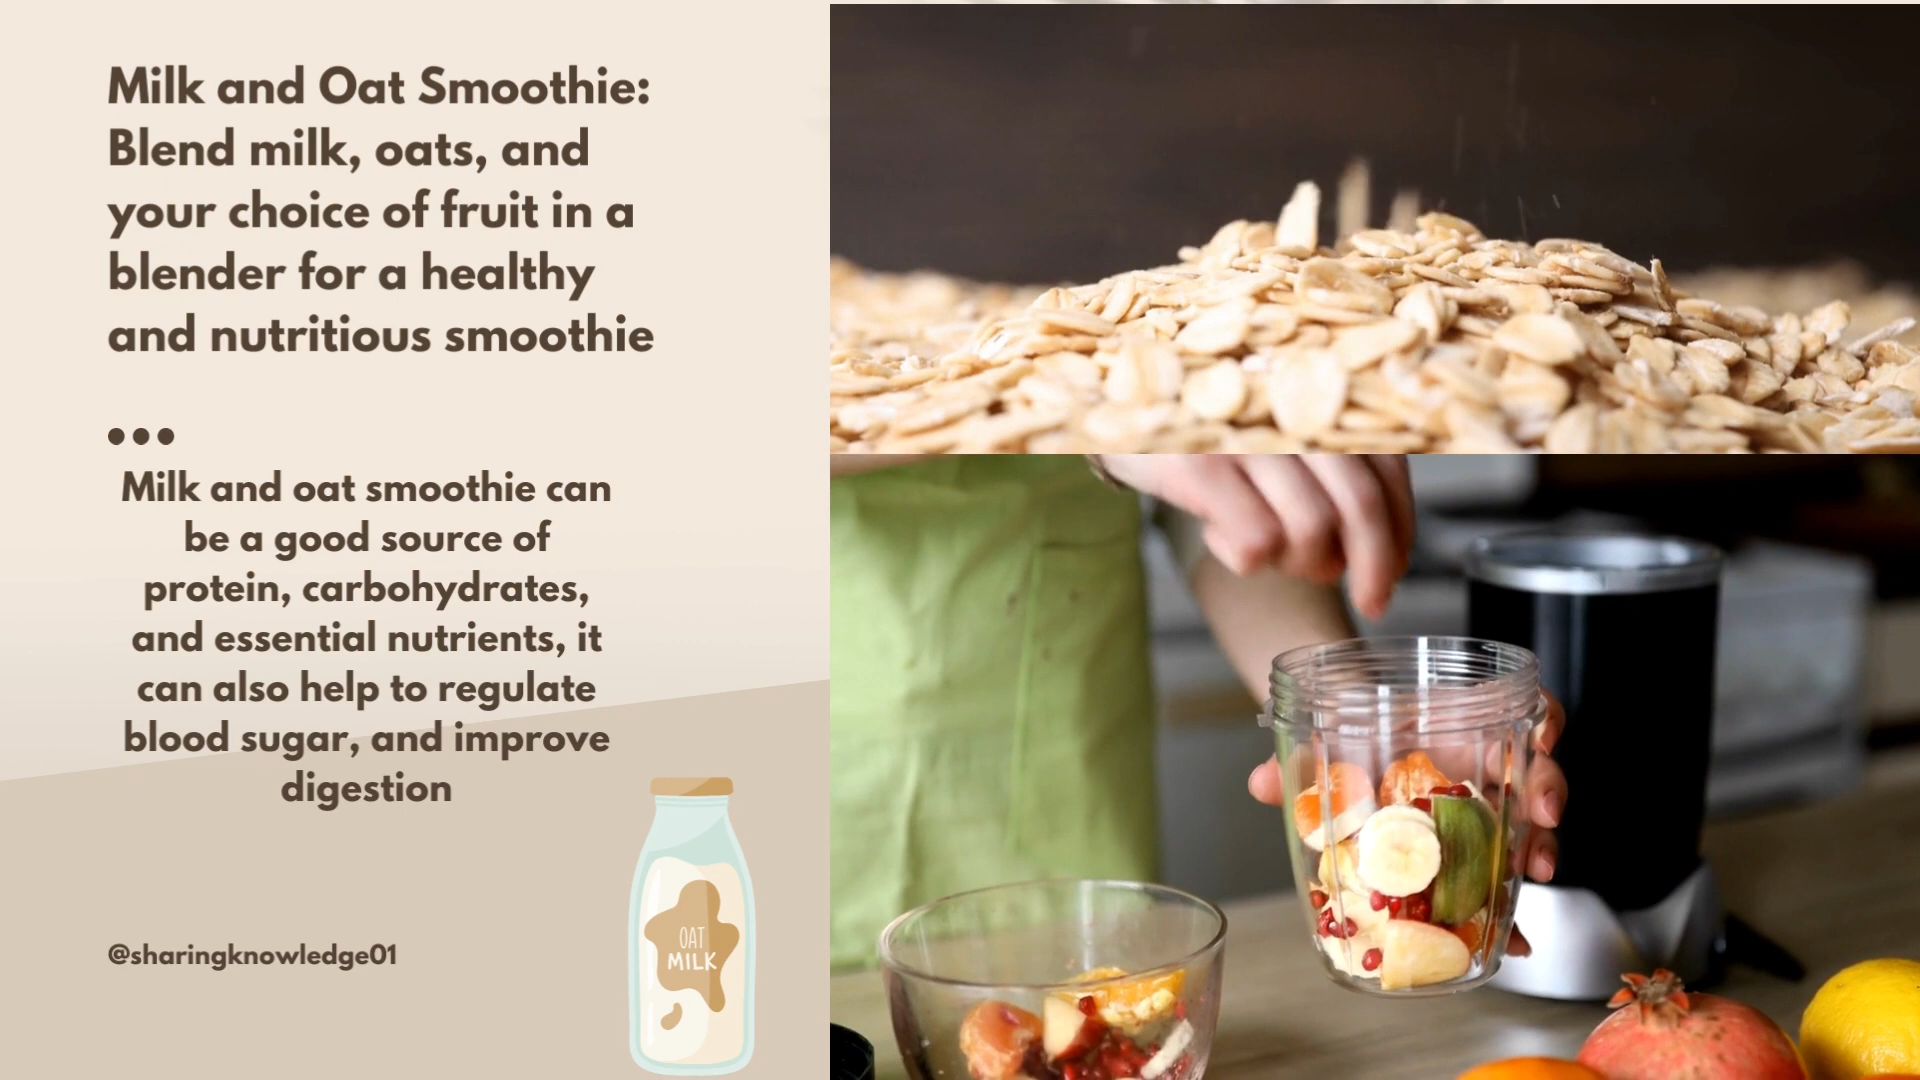 Milk and Oat Smoothie:
Blend milk, oats, and
your choice of fruit in a
blender for a healthy
and nutritious smoothie
Milk and oat smoothie can
be a good source of
protein, carbohydrates,
and essential nutrients, it
can also help to regulate
blood sugar, and improve
digestion
@sharingknowledge01
OAT
MILK